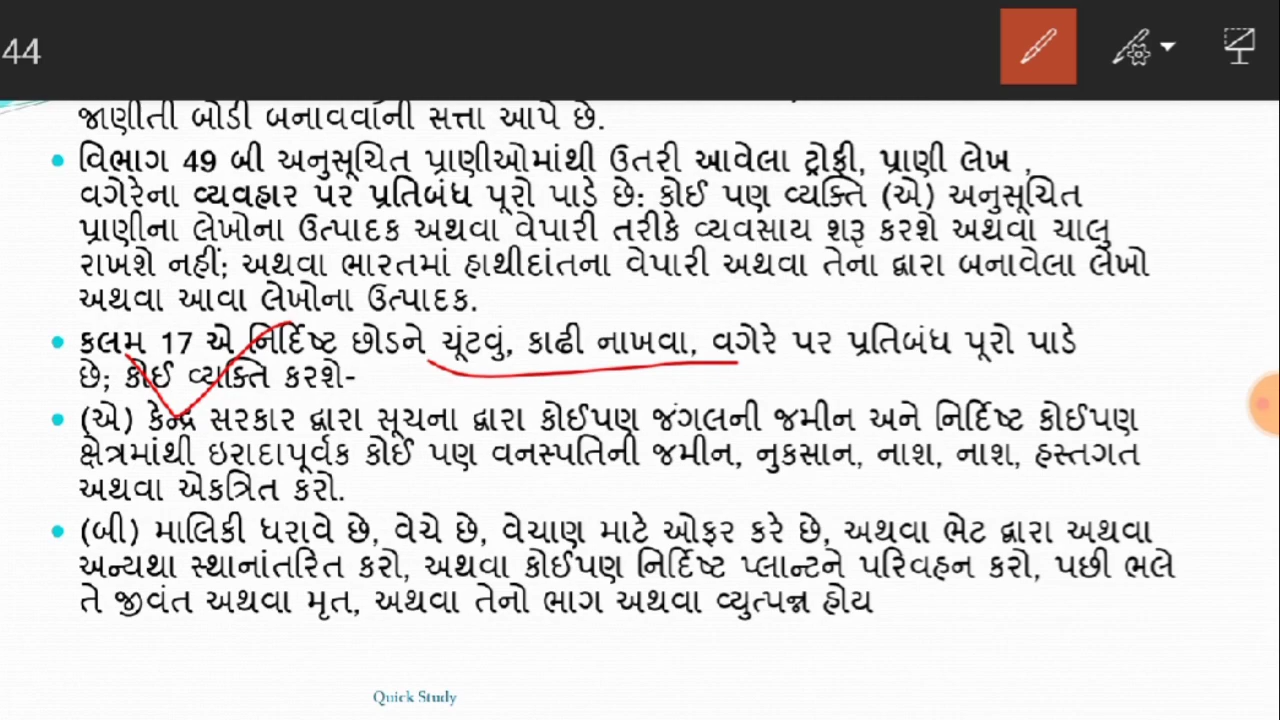 44
જાણીતી બોડી બનાવવાની સત્તા આપે છે.
વિભાગ 49 બી અનુસૂચિત પ્રાણીઓમાંથી ઉતરી આવેલા ટ્રોફી, પ્રાણી લેખ ,
વગેરેના વ્યવહાર પર પ્રતિબંધ પૂરો પાડે છે: કોઈ પણ વ્યક્તિ (એ) અનુસૂચિત
પ્રાણીના લેખોના ઉત્પાદક અથવા વેપારી તરીકે વ્યવસાય શરૂ કરશે અથવા ચાલુ
રાખશે નહીં; અથવા ભારતમાં હાથીદાંતના વેપારી અથવા તેના દ્વારા બનાવેલા લેખો
અથવા આવા લેખોના ઉત્પાદક.
કલમ 17 એ નિર્દિષ્ટ છોડને ચૂંટવું, કાઢી નાખવા, વગેરે પર પ્રતિબંધ પૂરો પાડે
છે; કોઈ વ્યક્તિ કરશે-
(એ) કેન્દ્ર સરકાર દ્વારા સૂચના દ્વારા કોઈપણ જંગલની જમીન અને નિર્દિષ્ટ કોઈપણ
ક્ષેત્રમાંથી ઇરાદાપૂર્વક કોઈ પણ વનસ્પતિની જમીન, નુકસાન, નાશ, નાશ, હસ્તગત
અથવા એકત્રિત કરો.
(બી) માલિકી ધરાવે છે, વેચે છે, વેચાણ માટે ઓફર કરે છે, અથવા ભેટ દ્વારા અથવા
અન્યથા સ્થાનાંતરિત કરો, અથવા કોઈપણ નિર્દિષ્ટ પ્લાન્ટને પરિવહન કરો, પછી ભલે
તે જીવંત અથવા મૃત, અથવા તેનો ભાગ અથવા વ્યુત્પન્ન હોય
Quick Study